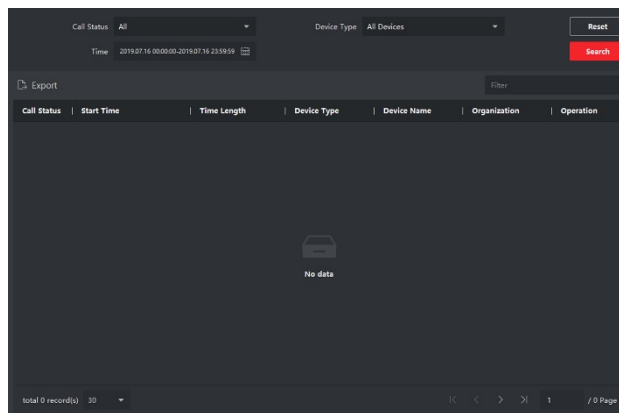 Call Status All Device Type All Devices Reset
Time 2019.07.16 00:00:00-2019.07.16 23:59:59 Search
Export Filter
Call Status | Start Time | Time Length | Device Type | Device Name | Organization | Operation
No data
total 0 record(s) 30 1 / 0 Page